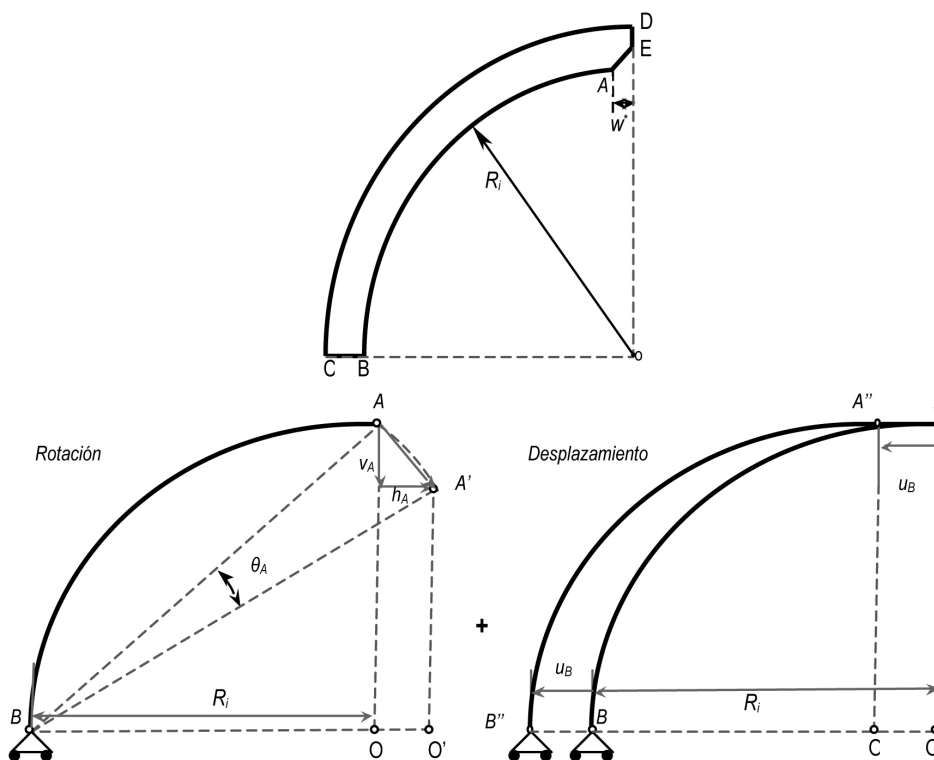 D
E
A
w*
Ri
C B o
A
A''
Rotación
Desplazamiento
vA
A'
hA
uB
θA
+
uB
Ri
Ri
B
B''
B
O
O'
C